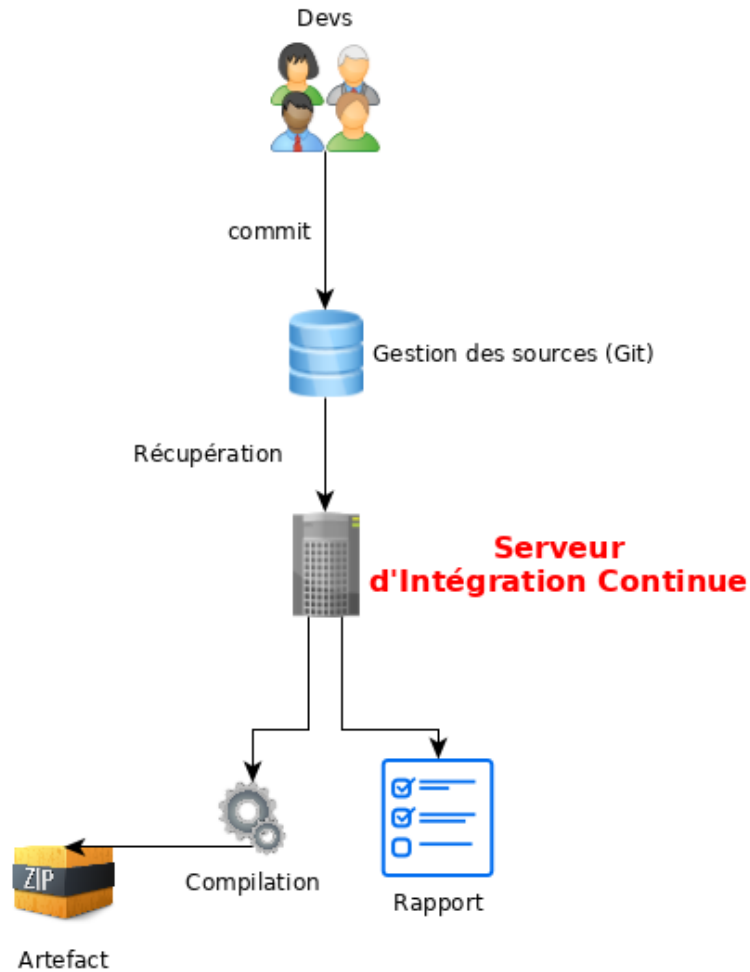 Devs
commit
Gestion des sources (Git)
Récupération
Serveur
d'Intégration Continue
Compilation
Rapport
ZIP
Artefact